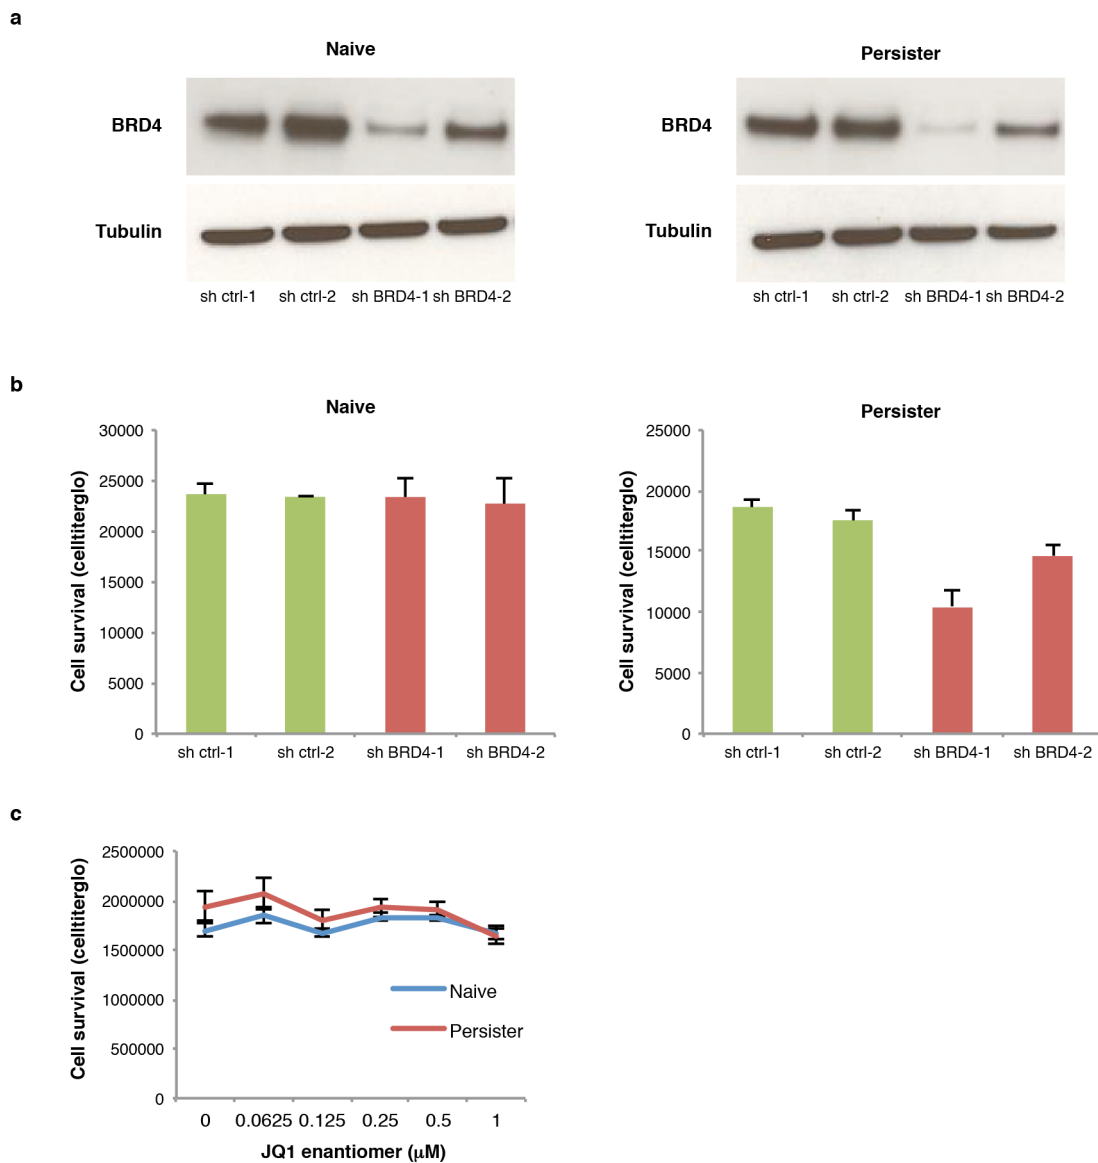 a
Naive
Persister
BRD4
BRD4
Tubulin
Tubulin
sh ctrl-1 sh ctrl-2 sh BRD4-1 sh BRD4-2
sh ctrl-1 sh ctrl-2 sh BRD4-1 sh BRD4-2
b
Naive
Cell survival (celltiterglo)
30000
25000
20000
15000
10000
5000
0
sh ctrl-1 sh ctrl-2 sh BRD4-1 sh BRD4-2
Persister
Cell survival (celltiterglo)
25000
20000
15000
10000
5000
0
sh ctrl-1 sh ctrl-2 sh BRD4-1 sh BRD4-2
c
Cell survival (celltiterglo)
2500000
2000000
1500000
1000000
500000
0
Naive
Persister
0 0.0625 0.125 0.25 0.5 1
JQ1 enantiomer (μM)